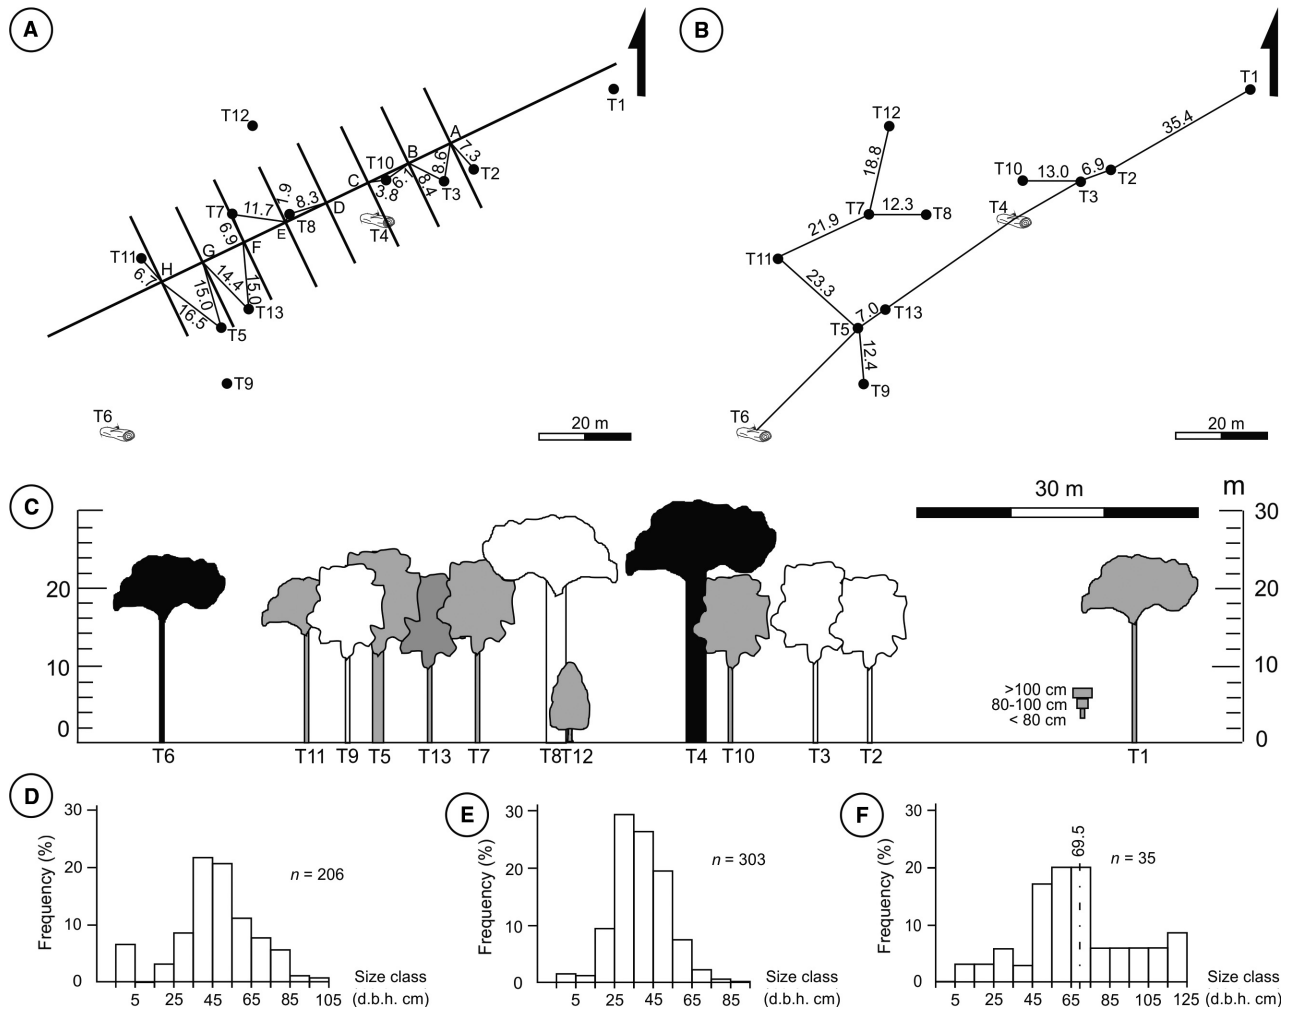 A
T12
T1
A
7.3
B
8.6
T10
6.1
8.4
T2
C
3.8
T3
7.9
8.3
D
T4
T7
11.7
T8
E
6.9
F
G
T11
H
14.4
6.7
15.0
15.0
16.5
T13
T5
T9
T6
20 m
B
T1
35.4
T12
18.8
T10
13.0
6.9
T2
T3
T7
12.3
T8
T4
21.9
T11
23.3
7.0
T13
T5
12.4
T9
T6
20 m
C
30 m
m
30
20
20
10
10
>100 cm
80-100 cm
< 80 cm
0
0
T6
T11
T9
T5
T13
T7
T8
T12
T4
T10
T3
T2
T1
D
Frequency (%)
30
20
10
0
n = 206
5
25
45
65
85
105
Size class
(d.b.h. cm)
E
Frequency (%)
30
20
10
0
n = 303
5
25
45
65
85
Size class
(d.b.h. cm)
F
Frequency (%)
30
20
10
0
69.5
n = 35
5
25
45
65
85
105
125
Size class
(d.b.h. cm)